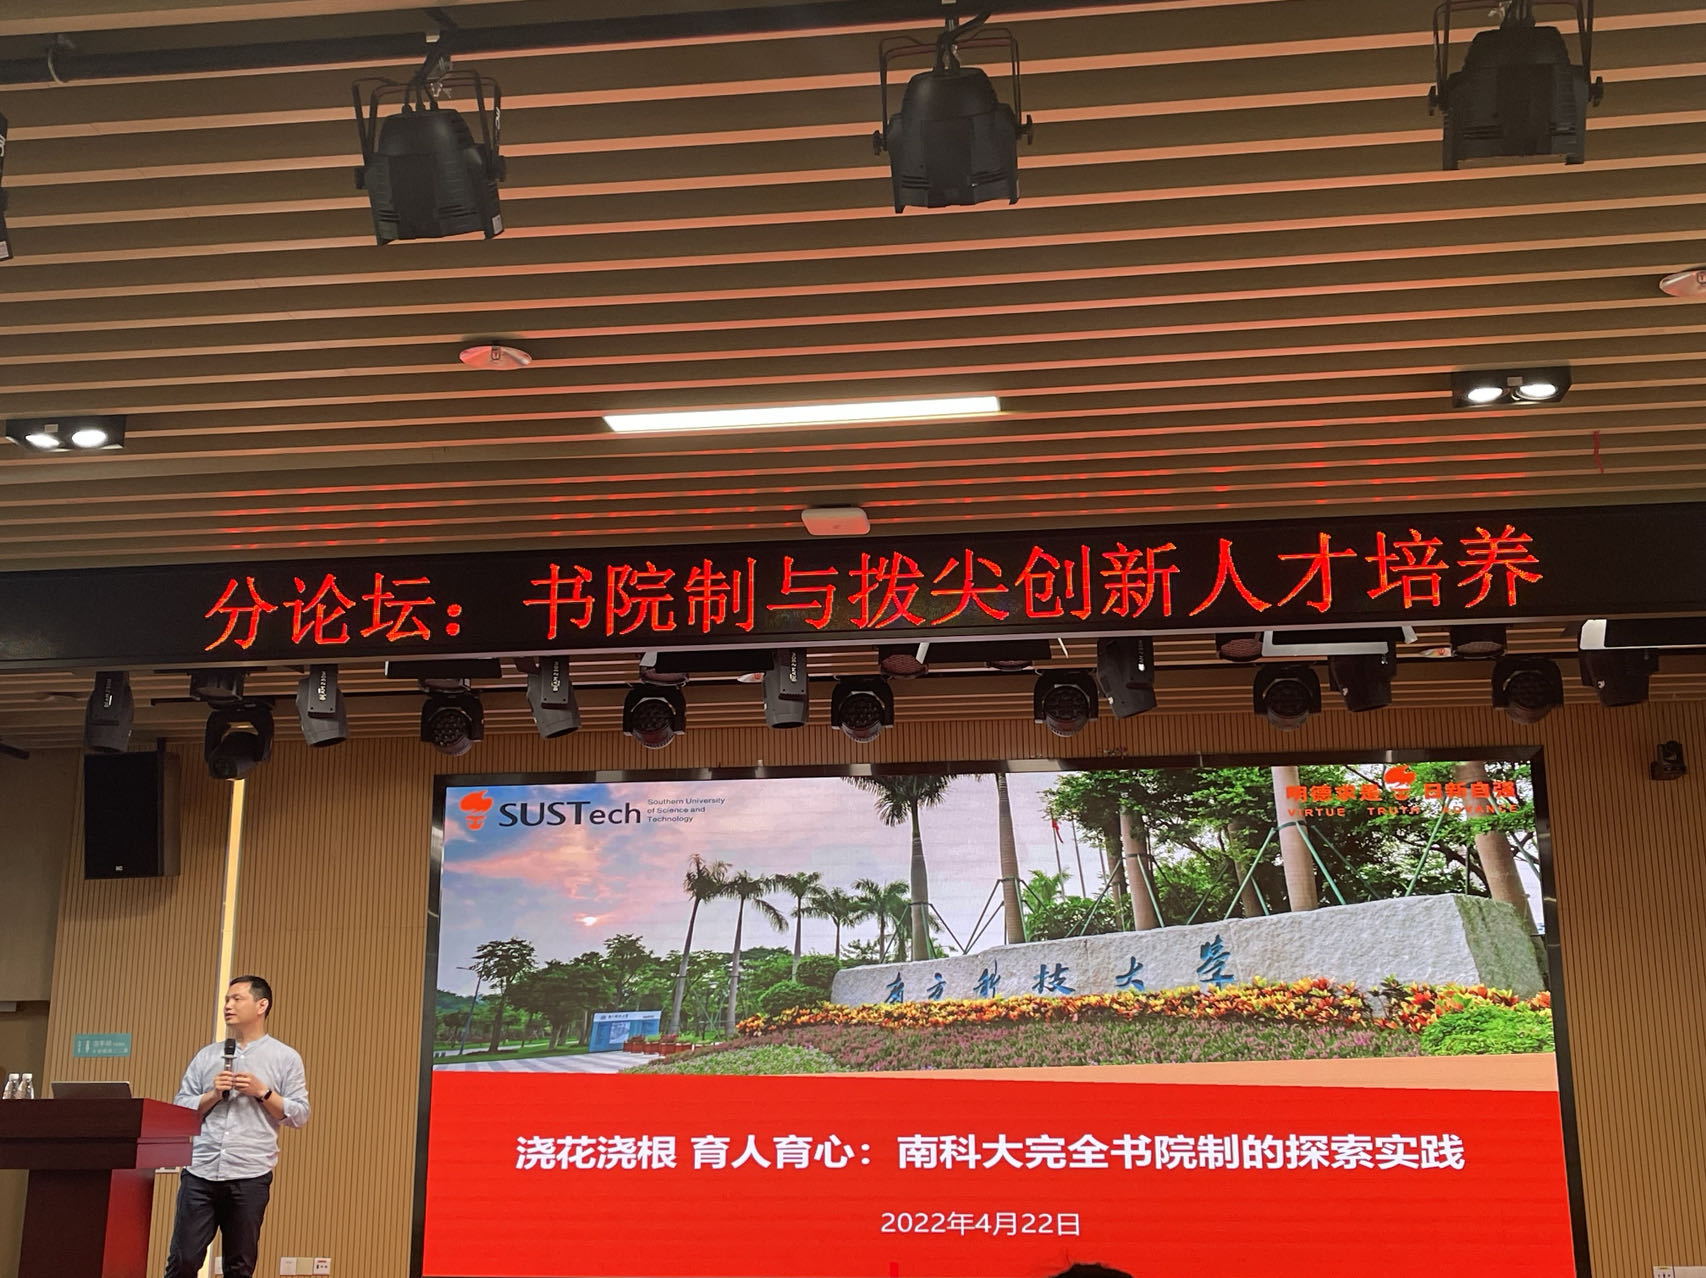 分论坛：书院制与拨尖创新人才培养
SUSTech
Southern University
of Science and
Technology
明德求是 日新自强
VIRTUE TRUTH ADVANCE
南方科技大学
浇花浇根 育人育心：南科大完全书院制的探索实践
2022年4月22日